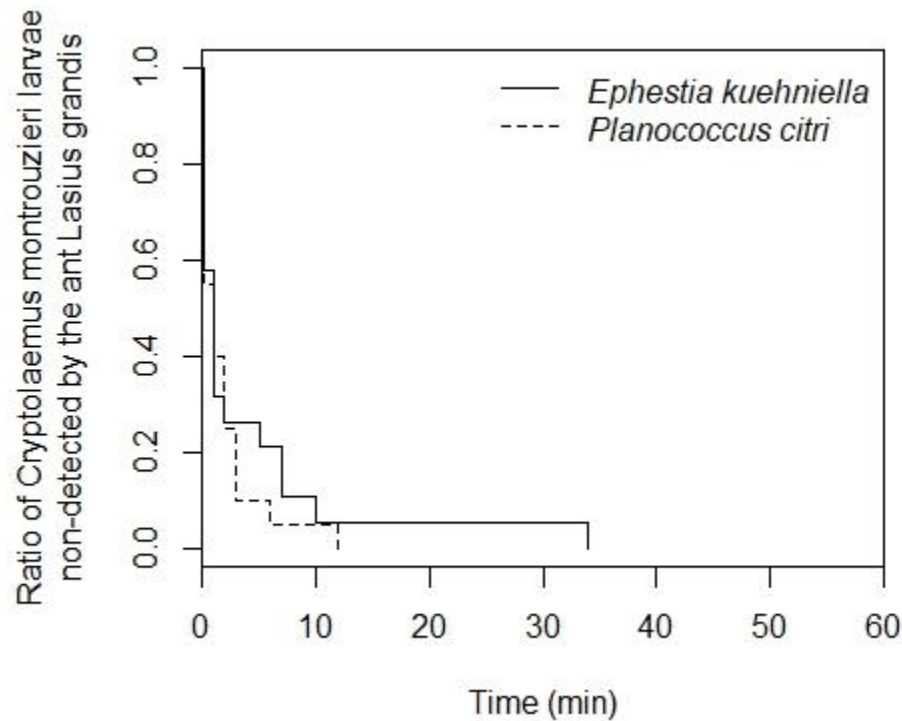 Ratio of Cryptolaemus montrouzieri larvae
non-detected by the ant Lasius grandis
1.0
0.8
0.6
0.4
0.2
0.0
Ephestia kuehniella
Planococcus citri
0 10 20 30 40 50 60
Time (min)